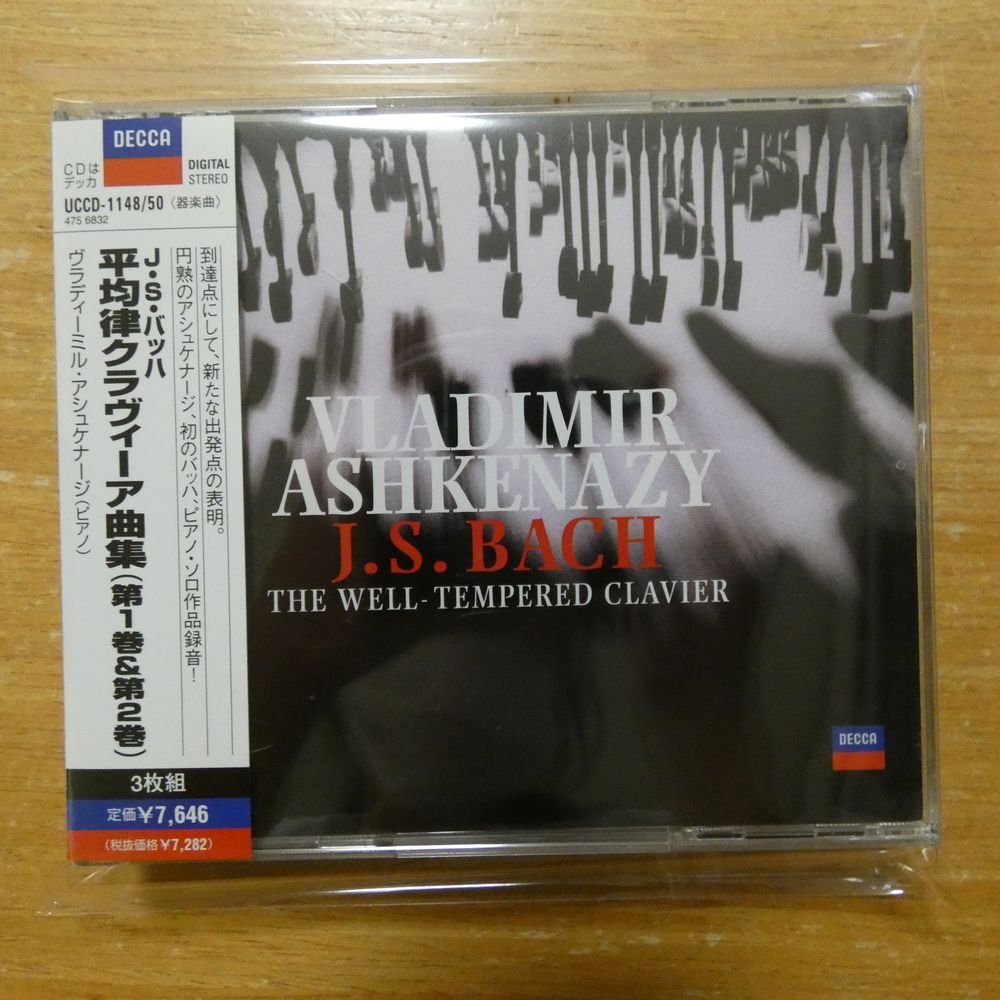 DECCA
CDは
デッカ
DIGITAL
STEREO
UCCD-1148/50〈器楽曲〉
475 6832
到達点にして、新たな出発点の表明。
円熟のアシュケナージ、初のバッハ、ピアノ・ソロ作品録音!
J・S・バッハ
平均律クラヴィーア曲集(第1巻&第2巻)
ヴラディーミル・アシュケナージ(ピアノ)
3枚組
定価¥7,646
(税抜価格¥7,282)
VLADIMIR
ASHKENAZY
J.S. BACH
THE WELL-TEMPERED CLAVIER
DECCA